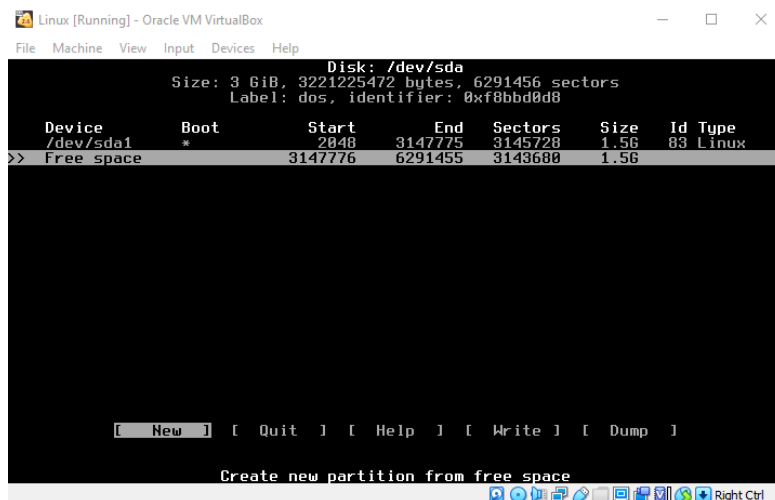 Linux [Running] - Oracle VM VirtualBox
File Machine View Input Devices Help
Disk: /dev/sda
Size: 3 GiB, 3221225472 bytes, 6291456 sectors
Label: dos, identifier: 0xf8bbd0d8
Device Boot Start End Sectors Size Id Type
/dev/sda1 * 2048 3147775 3145728 1.5G 83 Linux
>> Free space 3147776 6291455 3143680 1.5G
[ New ] [ Quit ] [ Help ] [ Write ] [ Dump ]
Create new partition from free space
Right Ctrl